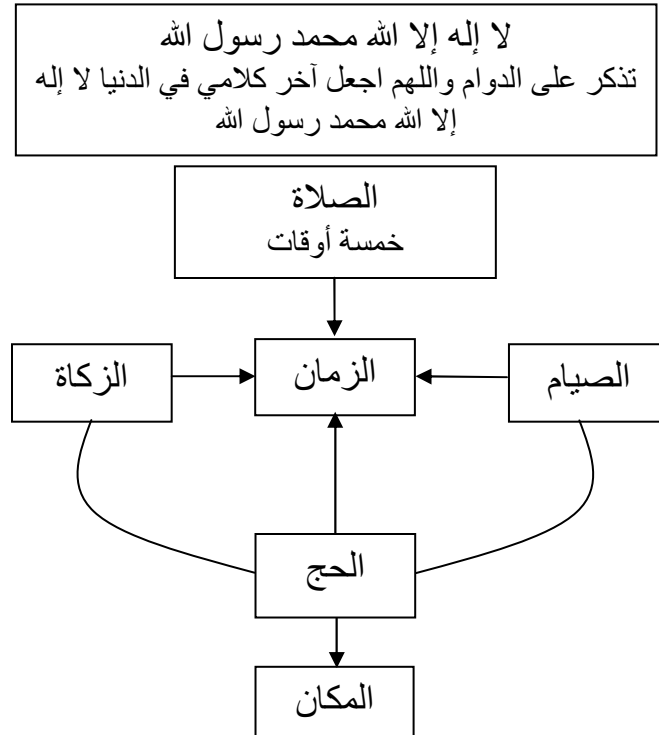 لا إله إلا الله محمد رسول الله
تذكر على الدوام واللهم اجعل آخر كلامي في الدنيا لا إله
إلا الله محمد رسول الله
الصلاة
خمسة أوقات
الصيام
الزمان
الزكاة
الحج
المكان